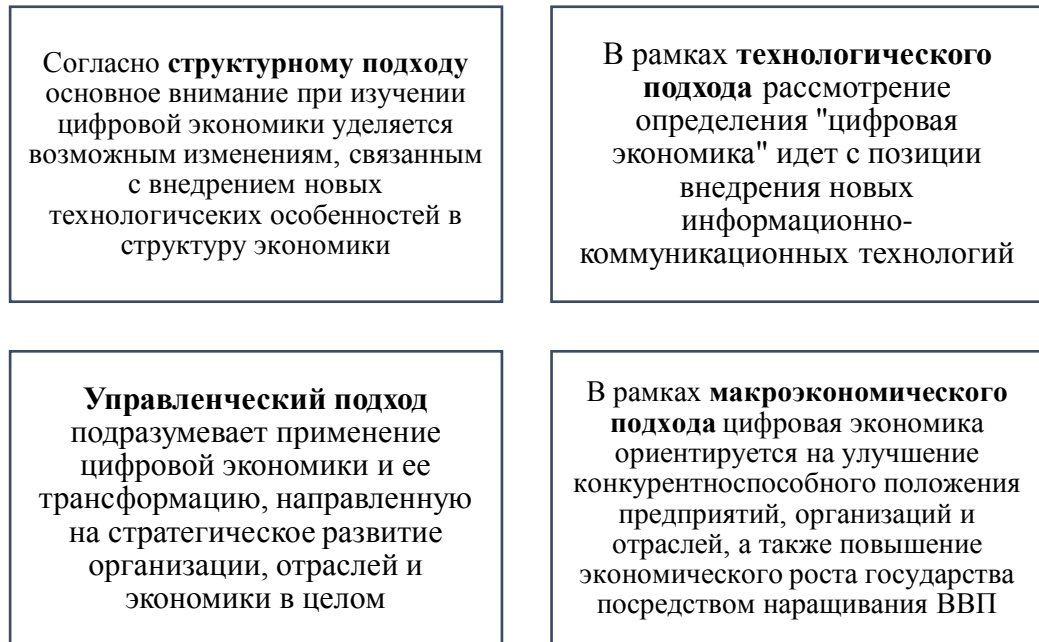 Согласно структурному подходу
основное внимание при изучении
цифровой экономики уделяется
возможным изменениям, связанным
с внедрением новых
технологичсеких особенностей в
структуру экономики
В рамках технологического
подхода рассмотрение
определения "цифровая
экономика" идет с позиции
внедрения новых
информационно-
коммуникационных технологий
Управленческий подход
подразумевает применение
цифровой экономики и ее
трансформацию, направленную
на стратегическое развитие
организации, отраслей и
экономики в целом
В рамках макроэкономического
подхода цифровая экономика
ориентируется на улучшение
конкурентноспособного положения
предприятий, организаций и
отраслей, а также повышение
экономического роста государства
посредством наращивания ВВП